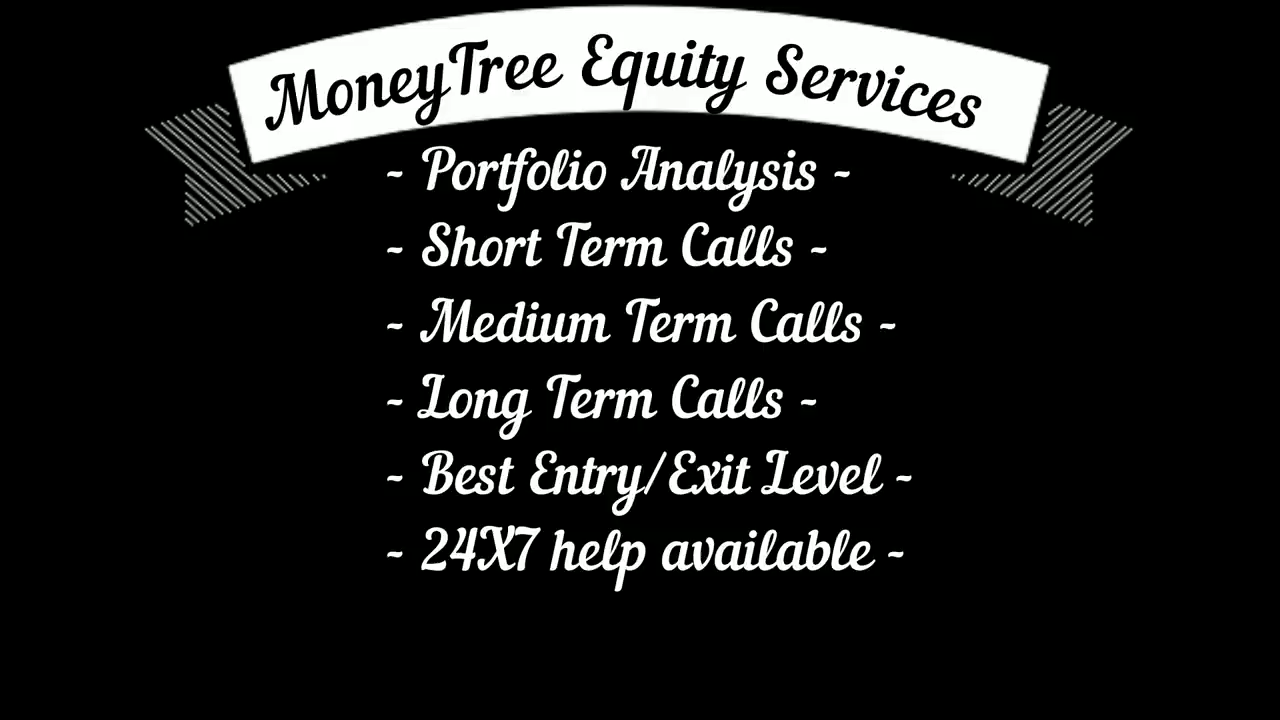 MoneyTree Equity Services
- Portfolio Analysis -
- Short Term Calls -
- Medium Term Calls -
- Long Term Calls -
- Best Entry/Exit Level -
- 24X7 help available -